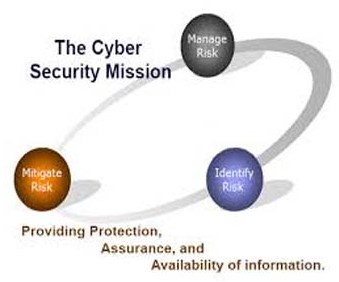 The Cyber
Security Mission
Manage
Risk
Mitigate
Risk
Identify
Risk
Providing Protection,
Assurance, and
Availability of information.